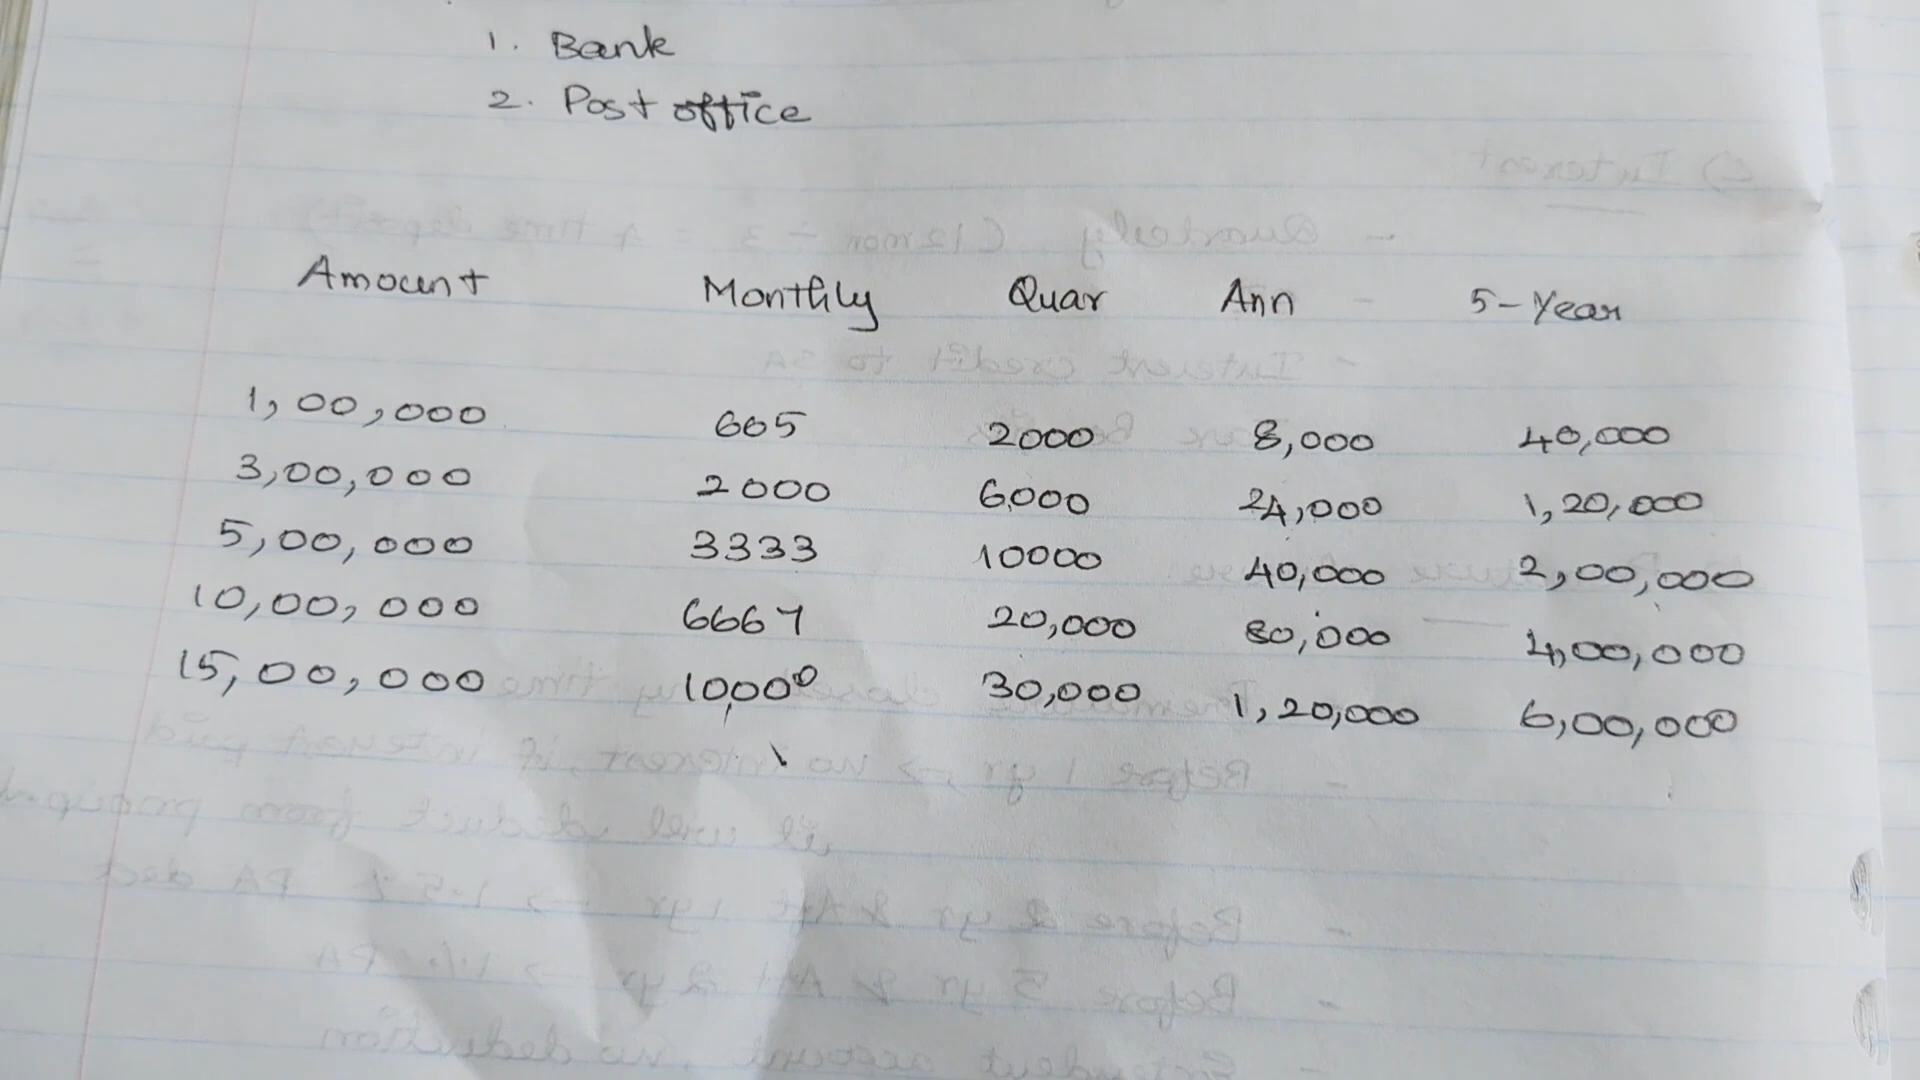 1. Bank
2. Post office
Amount Monthly Quar Ann 5-Year
1,00,000 665 2000 8,000 40,000
3,00,000 2000 6000 24,000 1,20,000
5,00,000 3333 10000 40,000 2,00,000
10,00,000 6667 20,000 80,000 4,00,000
15,00,000 10,000 30,000 1,20,000 6,00,000